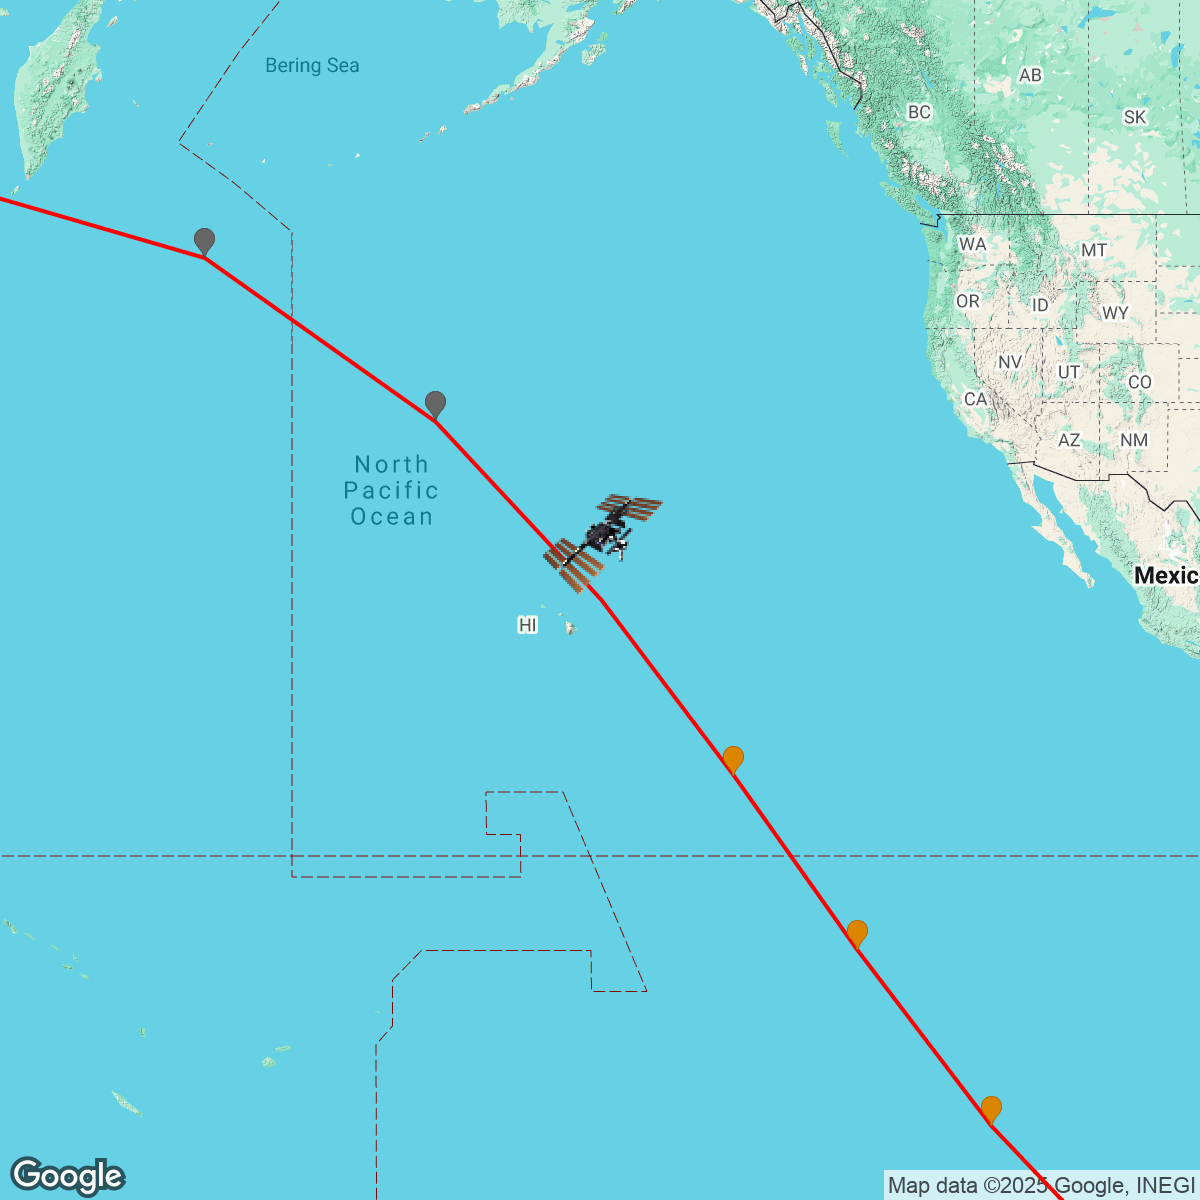 Bering Sea
AB
BC
SK
WA
MT
OR
ID
WY
NV
UT
CO
CA
AZ
NM
North
Pacific
Ocean
Mexic
HI
Google
Map data ©2025 Google, INEGI